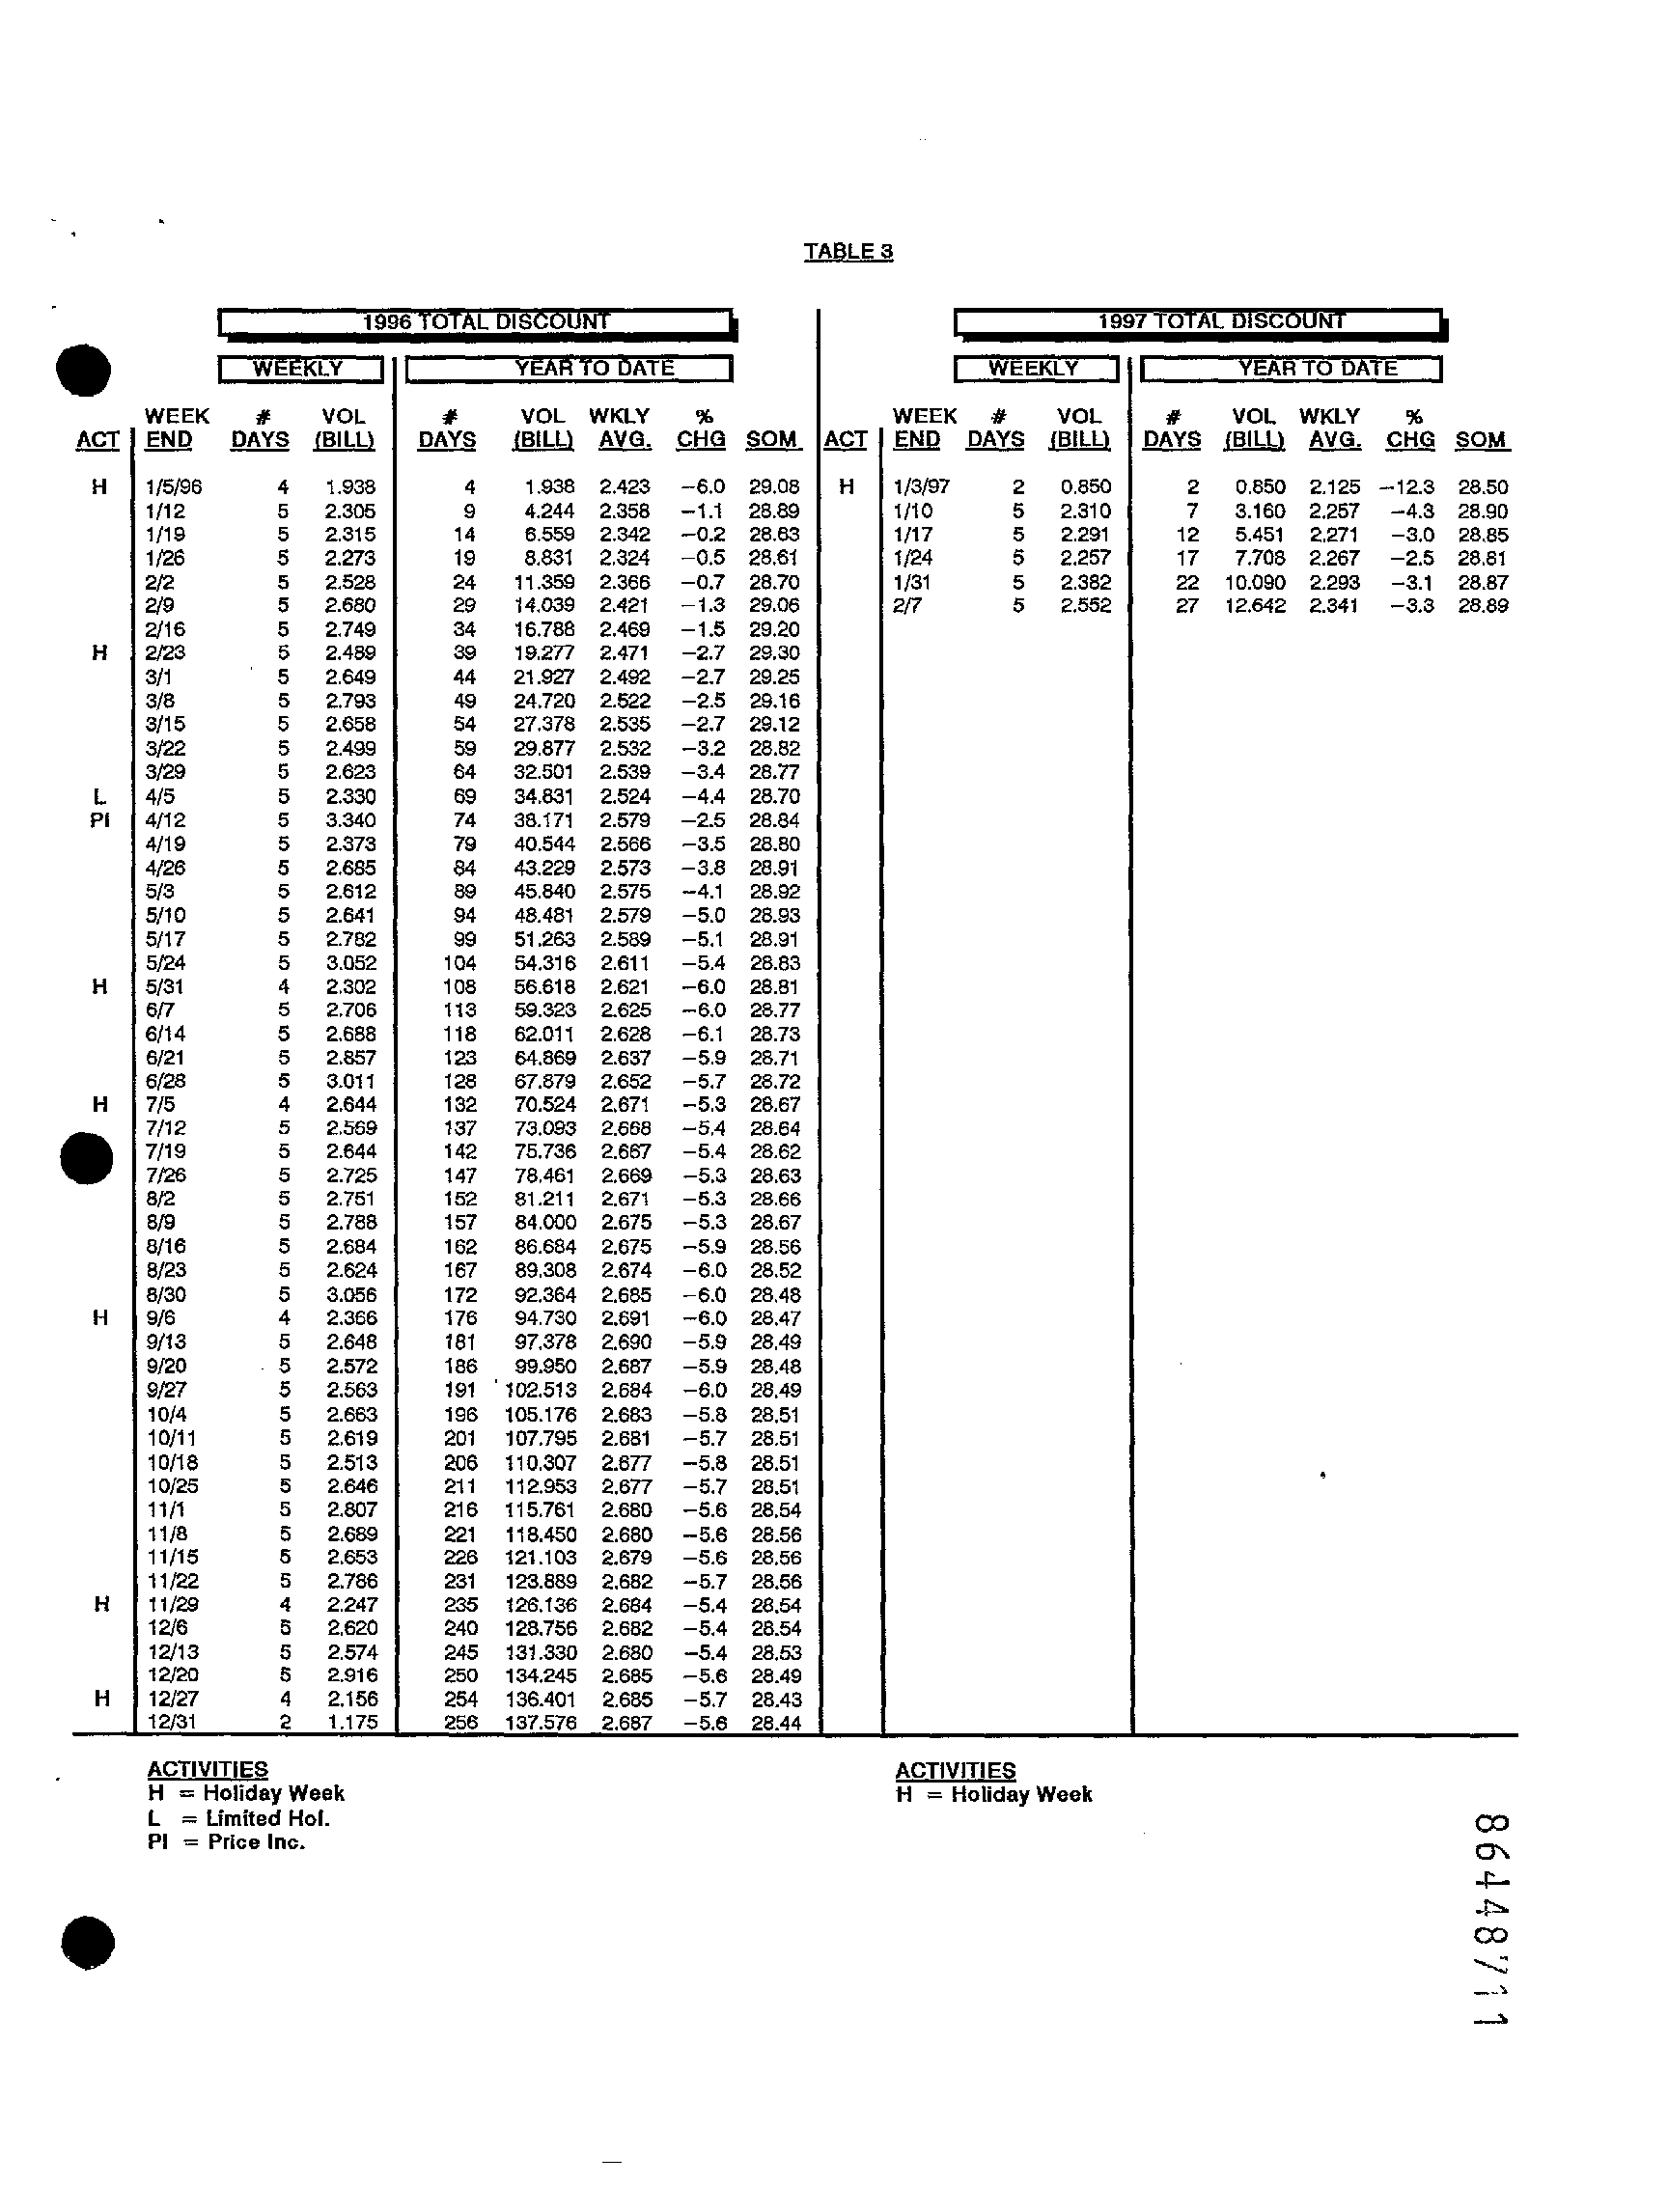 TABLE 3
1996 TOTAL DISCOUNT 1997 TOTAL DISCOUNT
WEEKLY YEAR TO DATE WEEKLY YEAR TO DATE
WEEK # VOL # VOL WKLY % WEEK # VOL # VOL WKLY %
ACT END DAYS (BILL) DAYS (BILL) AVG. CHG SOM ACT END DAYS (BILL) DAYS (BILL) AVG. CHG SOM
H 1/5/96 4 1.938 4 1.938 2.423 -6.0 29.08 H 1/3/97 2 0.850 2 0.850 2.125 -12.3 28.50
1/12 5 2.305 9 4.244 2.358 -1.1 28.89 1/10 5 2.310 7 3.160 2.257 -4.3 28.90
1/19 5 2.315 14 6.559 2.342 -0.2 28.63 1/17 5 2.291 12 5.451 2.271 -3.0 28.85
1/26 5 2.273 19 8.831 2.324 -0.5 28.61 1/24 5 2.257 17 7.708 2.267 -2.5 28.81
2/2 5 2.528 24 11.359 2.366 -0.7 28.70 1/31 5 2.382 22 10.090 2.293 -3.1 28.87
2/9 5 2.680 29 14.039 2.421 -1.3 29.06 2/7 5 2.552 27 12.642 2.341 -3.3 28.89
2/16 5 2.749 34 16.788 2.469 -1.5 29.20
H 2/23 5 2.489 39 19.277 2.471 -2.7 29.30
3/1 5 2.649 44 21.927 2.492 -2.7 29.25
3/8 5 2.793 49 24.720 2.522 -2.5 29.16
3/15 5 2.658 54 27.378 2.535 -2.7 29.12
3/22 5 2.499 59 29.877 2.532 -3.2 28.82
3/29 5 2.623 64 32.501 2.539 -3.4 28.77
L 4/5 5 2.330 69 34.831 2.524 -4.4 28.70
PI 4/12 5 3.340 74 38.171 2.579 -2.5 28.84
4/19 5 2.373 79 40.544 2.566 -3.5 28.80
4/26 5 2.685 84 43.229 2.573 -3.8 28.91
5/3 5 2.612 89 45.840 2.575 -4.1 28.92
5/10 5 2.641 94 48.481 2.579 -5.0 28.93
5/17 5 2.782 99 51.263 2.589 -5.1 28.91
5/24 5 3.052 104 54.316 2.611 -5.4 28.83
H 5/31 4 2.302 108 56.618 2.621 -6.0 28.81
6/7 5 2.706 113 59.323 2.625 -6.0 28.77
6/14 5 2.688 118 62.011 2.628 -6.1 28.73
6/21 5 2.857 123 64.869 2.637 -5.9 28.71
6/28 5 3.011 128 67.879 2.652 -5.7 28.72
H 7/5 4 2.644 132 70.524 2.671 -5.3 28.67
7/12 5 2.569 137 73.093 2.668 -5.4 28.64
7/19 5 2.644 142 75.736 2.667 -5.4 28.62
7/26 5 2.725 147 78.461 2.669 -5.3 28.63
8/2 5 2.751 152 81.211 2.671 -5.3 28.66
8/9 5 2.788 157 84.000 2.675 -5.3 28.67
8/16 5 2.684 162 86.684 2.675 -5.9 28.56
8/23 5 2.624 167 89.308 2.674 -6.0 28.52
8/30 5 3.056 172 92.364 2.685 -6.0 28.48
H 9/6 4 2.366 176 94.730 2.691 -6.0 28.47
9/13 5 2.648 181 97.378 2.690 -5.9 28.49
9/20 5 2.572 186 99.950 2.687 -5.9 28.48
9/27 5 2.563 191 102.513 2.684 -6.0 28.49
10/4 5 2.663 196 105.176 2.683 -5.8 28.51
10/11 5 2.619 201 107.795 2.681 -5.7 28.51
10/18 5 2.513 206 110.307 2.677 -5.8 28.51
10/25 5 2.646 211 112.953 2.677 -5.7 28.51
11/1 5 2.807 216 115.761 2.680 -5.6 28.54
11/8 5 2.689 221 118.450 2.680 -5.6 28.56
11/15 5 2.653 226 121.103 2.679 -5.6 28.56
11/22 5 2.786 231 123.889 2.682 -5.7 28.56
H 11/29 4 2.247 235 126.136 2.684 -5.4 28.54
12/6 5 2.620 240 128.756 2.682 -5.4 28.54
12/13 5 2.574 245 131.330 2.680 -5.4 28.53
12/20 5 2.916 250 134.245 2.685 -5.6 28.49
H 12/27 4 2.156 254 136.401 2.685 -5.7 28.43
12/31 2 1.175 256 137.576 2.687 -5.6 28.44
ACTIVITIES ACTIVITIES
H = Holiday Week H = Holiday Week
L = Limited Hol.
PI = Price Inc.
86448711